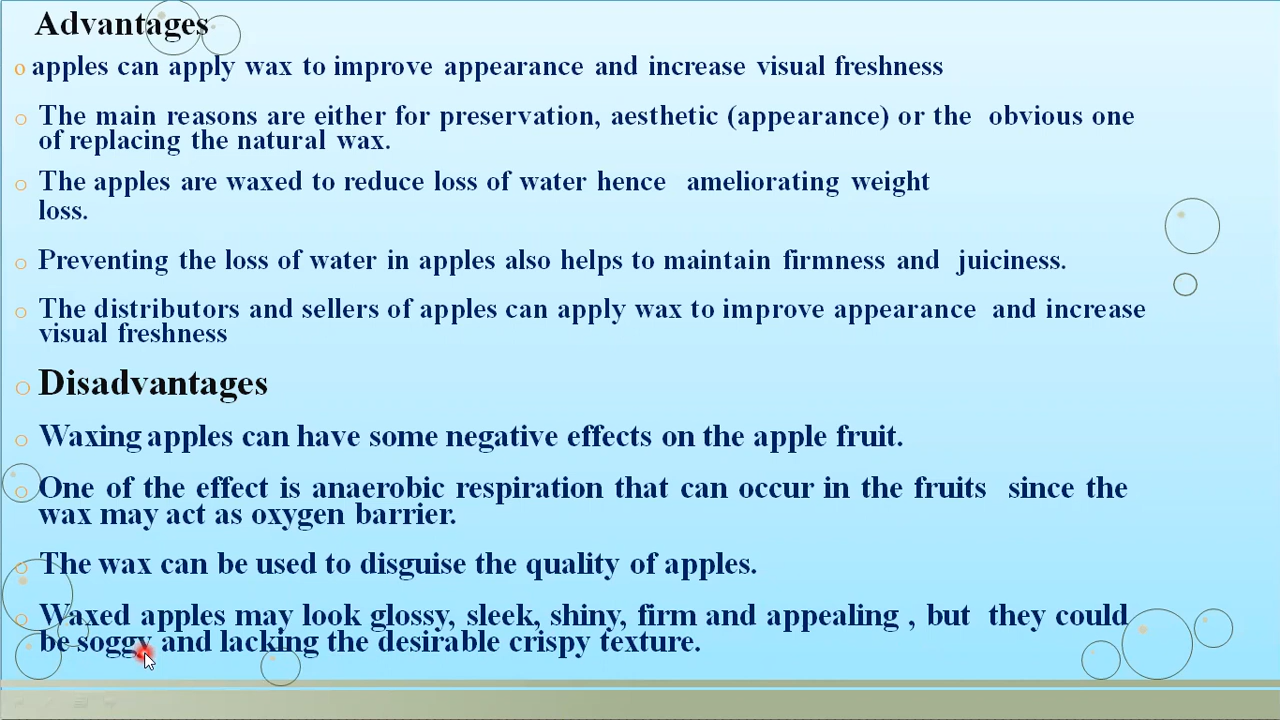 Advantages
apples can apply wax to improve appearance and increase visual freshness
The main reasons are either for preservation, aesthetic (appearance) or the obvious one
of replacing the natural wax.
The apples are waxed to reduce loss of water hence ameliorating weight
loss.
Preventing the loss of water in apples also helps to maintain firmness and juiciness.
The distributors and sellers of apples can apply wax to improve appearance and increase
visual freshness
Disadvantages
Waxing apples can have some negative effects on the apple fruit.
One of the effect is anaerobic respiration that can occur in the fruits since the
wax may act as oxygen barrier.
The wax can be used to disguise the quality of apples.
Waxed apples may look glossy, sleek, shiny, firm and appealing , but they could
be soggy and lacking the desirable crispy texture.